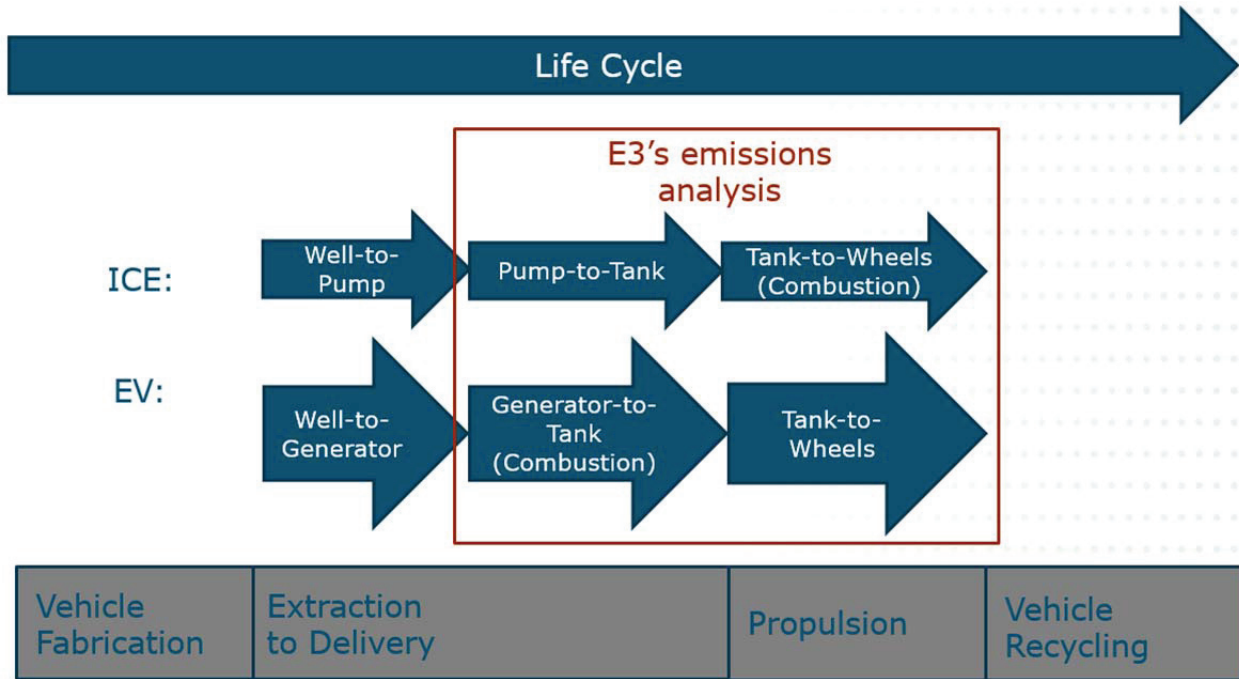 Life Cycle
E3's emissions
analysis
ICE:
Well-to-
Pump
Pump-to-Tank
Tank-to-Wheels
(Combustion)
EV:
Well-to-
Generator
Generator-to-
Tank
(Combustion)
Tank-to-
Wheels
Vehicle
Fabrication
Extraction
to Delivery
Propulsion
Vehicle
Recycling